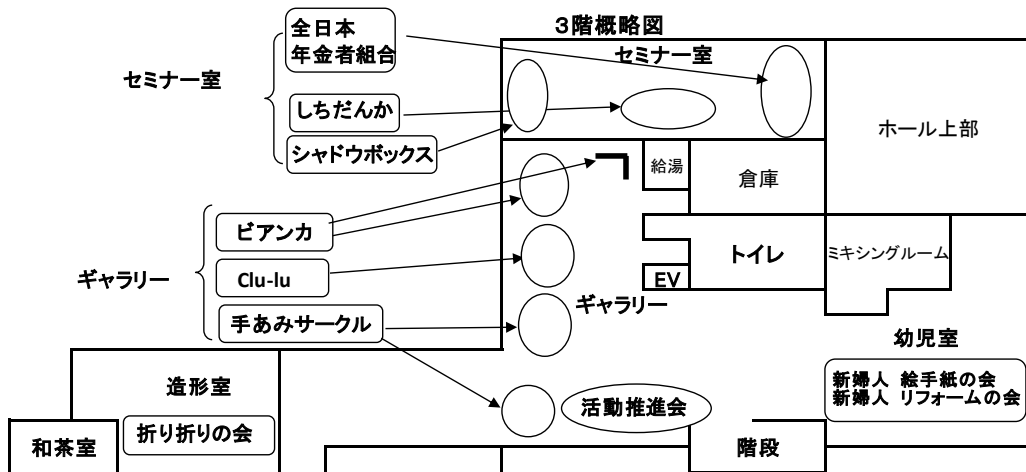 3階概略図
全日本
年金者組合
セミナー室
しちだんか
シャドウボックス
セミナー室
ホール上部
給湯
倉庫
ビアンカ
トイレ
ミキシングルーム
Clu-lu
EV
ギャラリー
手あみサークル
ギャラリー
幼児室
新婦人 絵手紙の会
新婦人 リフォームの会
造形室
折り折りの会
活動推進会
和茶室
階段